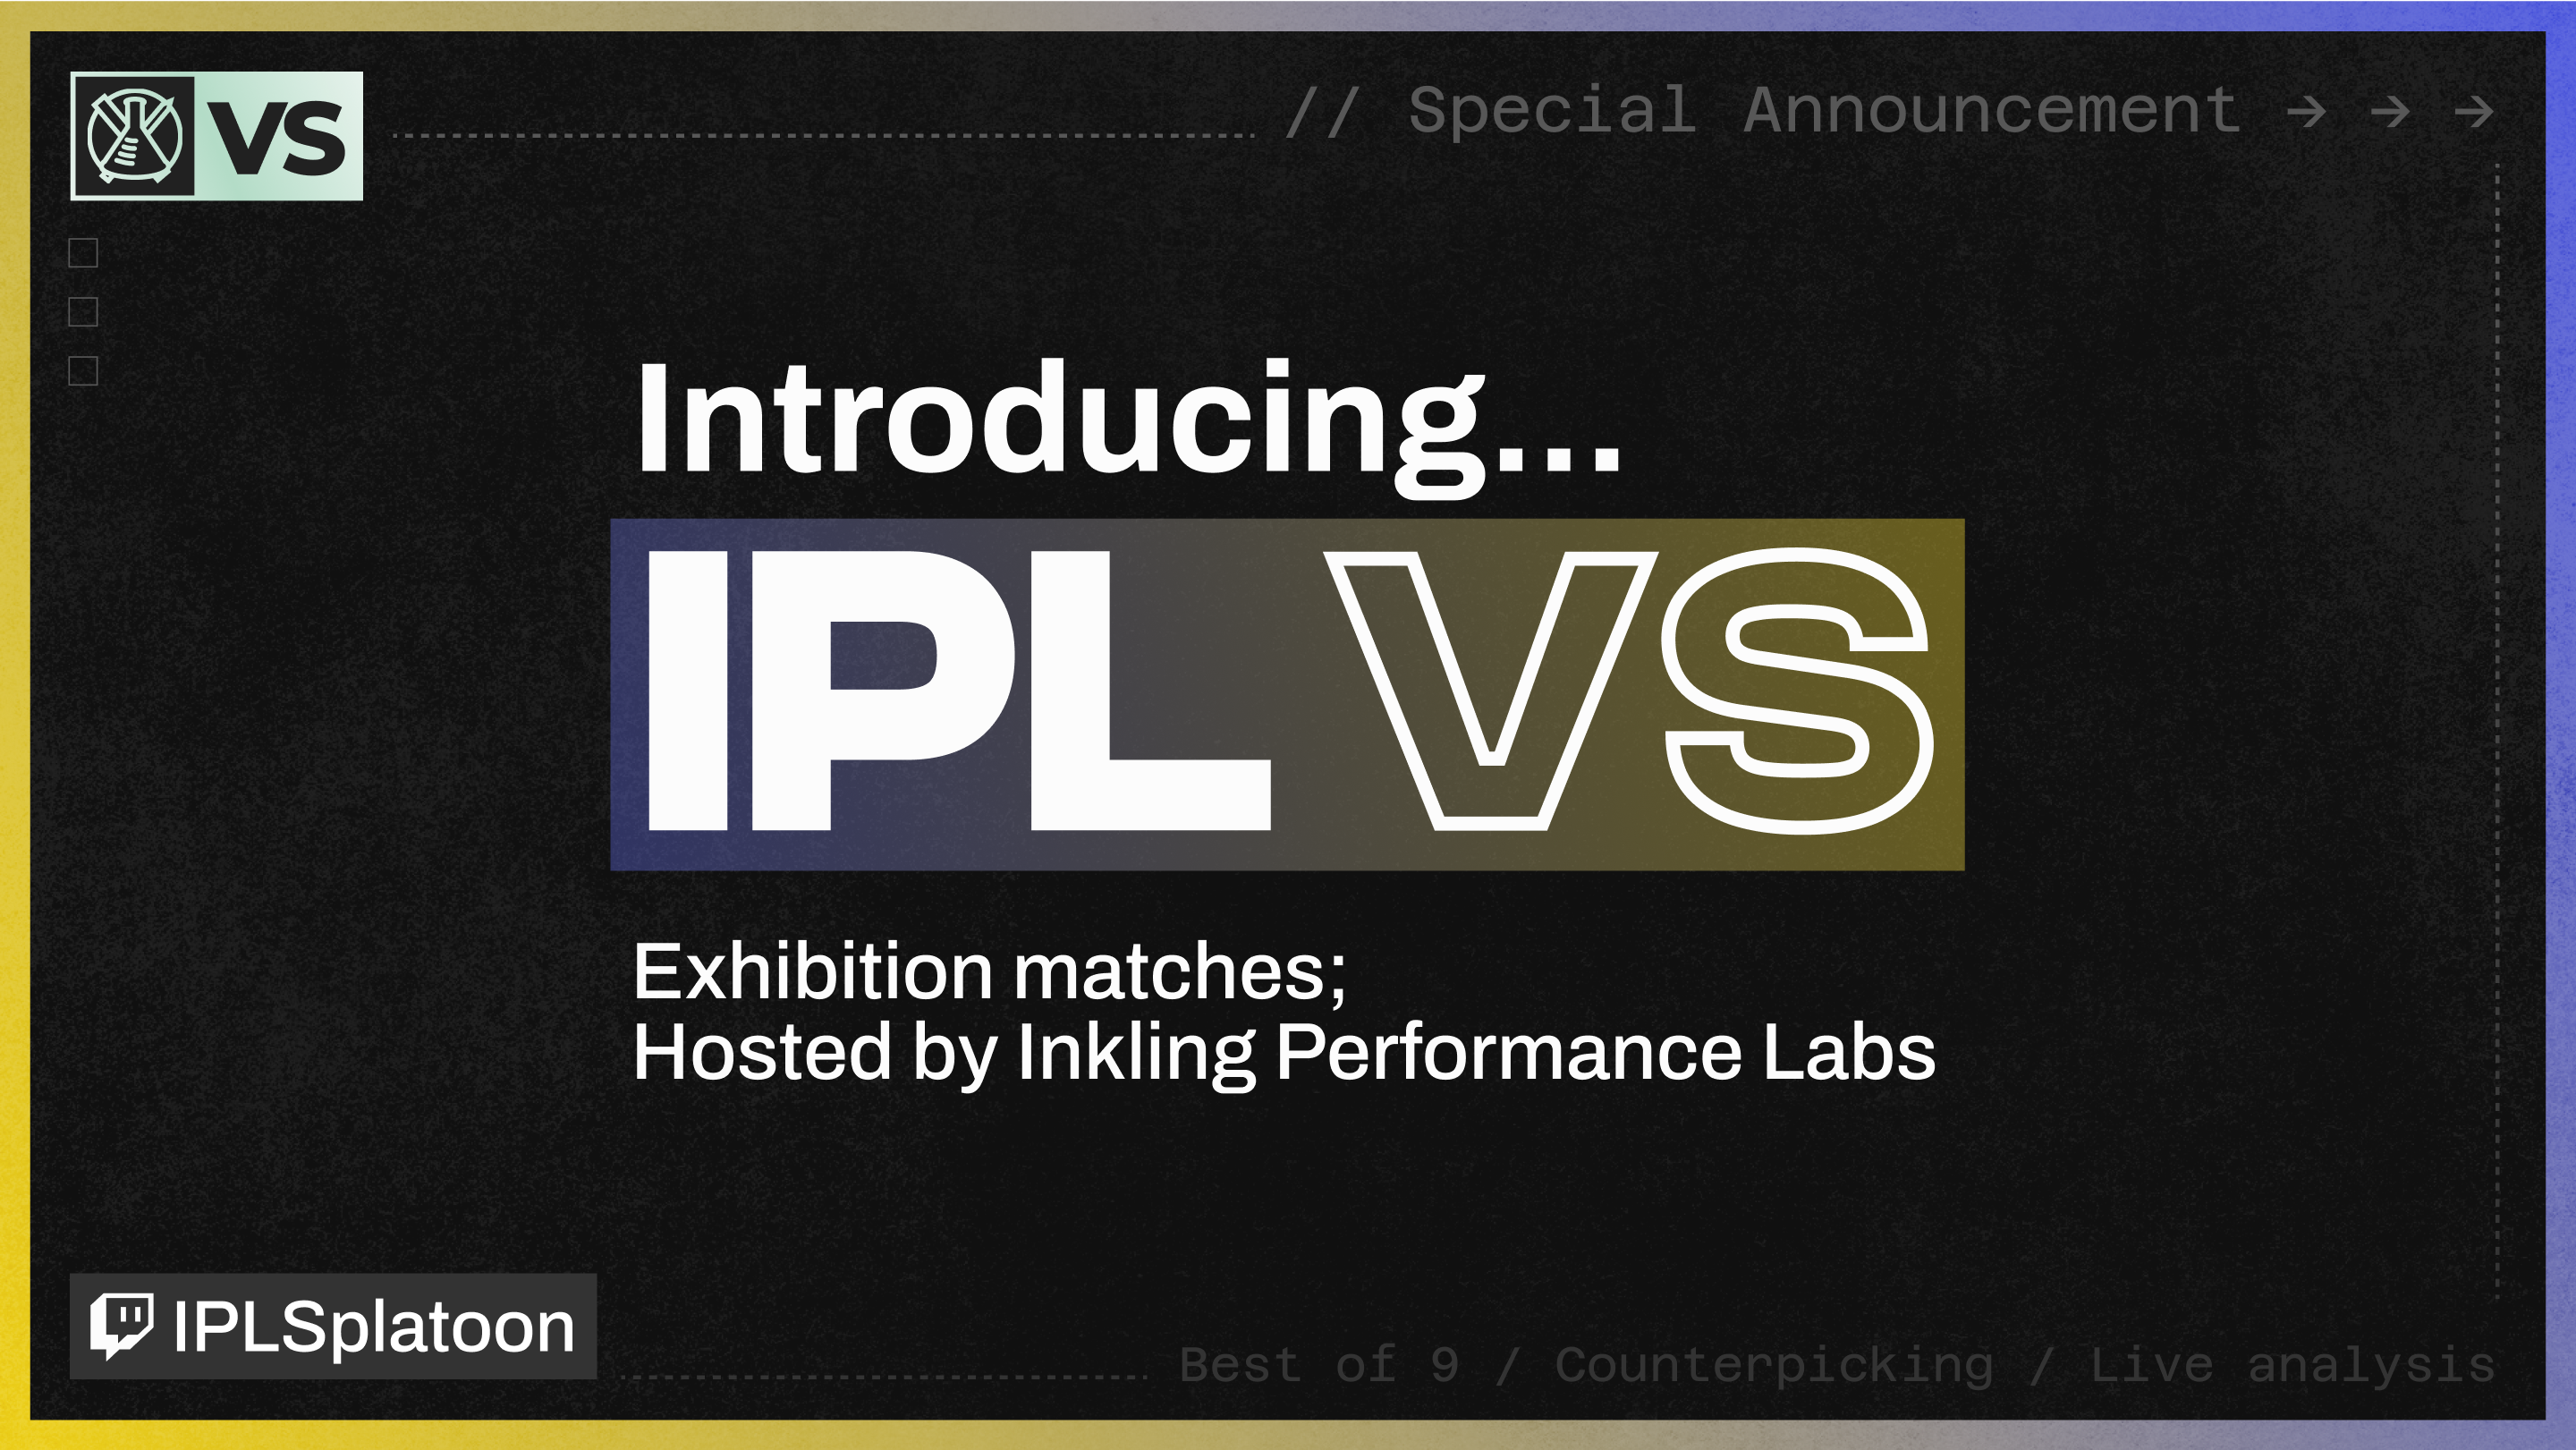 VS
// Special Announcement → → →
Introducing...
IPL VS
Exhibition matches;
Hosted by Inkling Performance Labs
IPLSplatoon
Best of 9 / Counterpicking / Live analysis